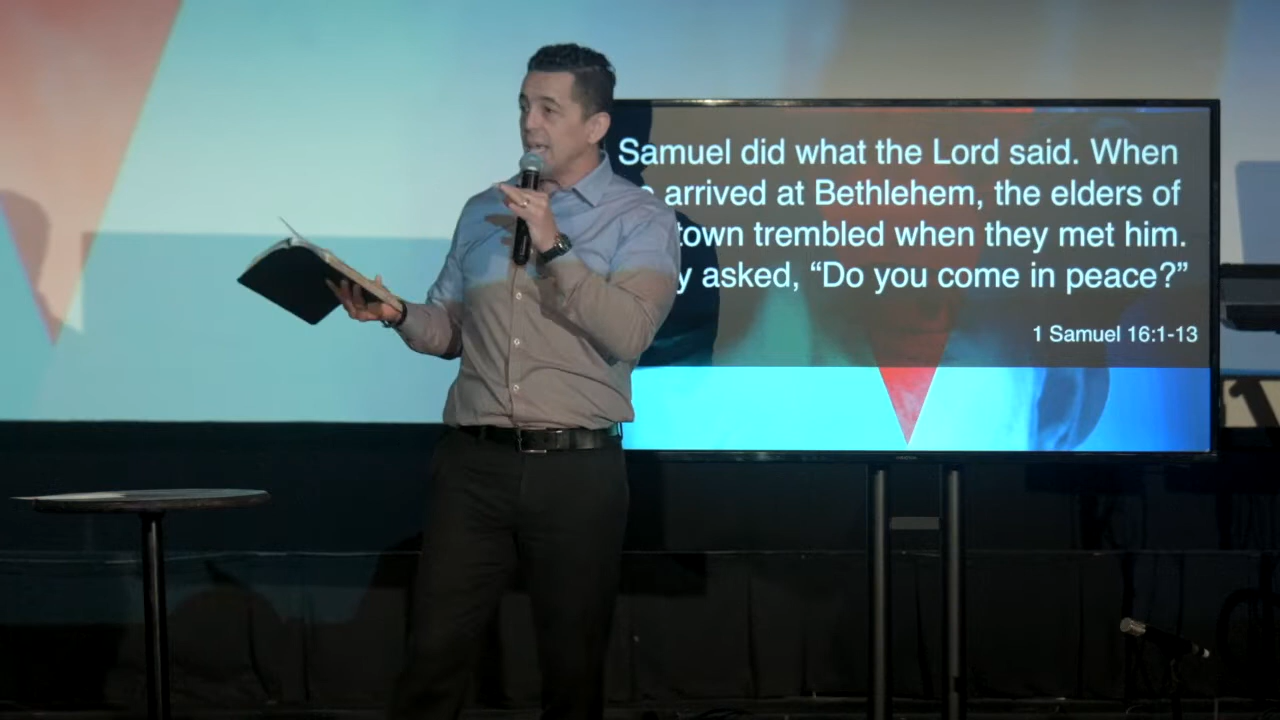 Samuel did what the Lord said. When
arrived at Bethlehem, the elders of
town trembled when they met him.
asked, “Do you come in peace?”
1 Samuel 16:1-13